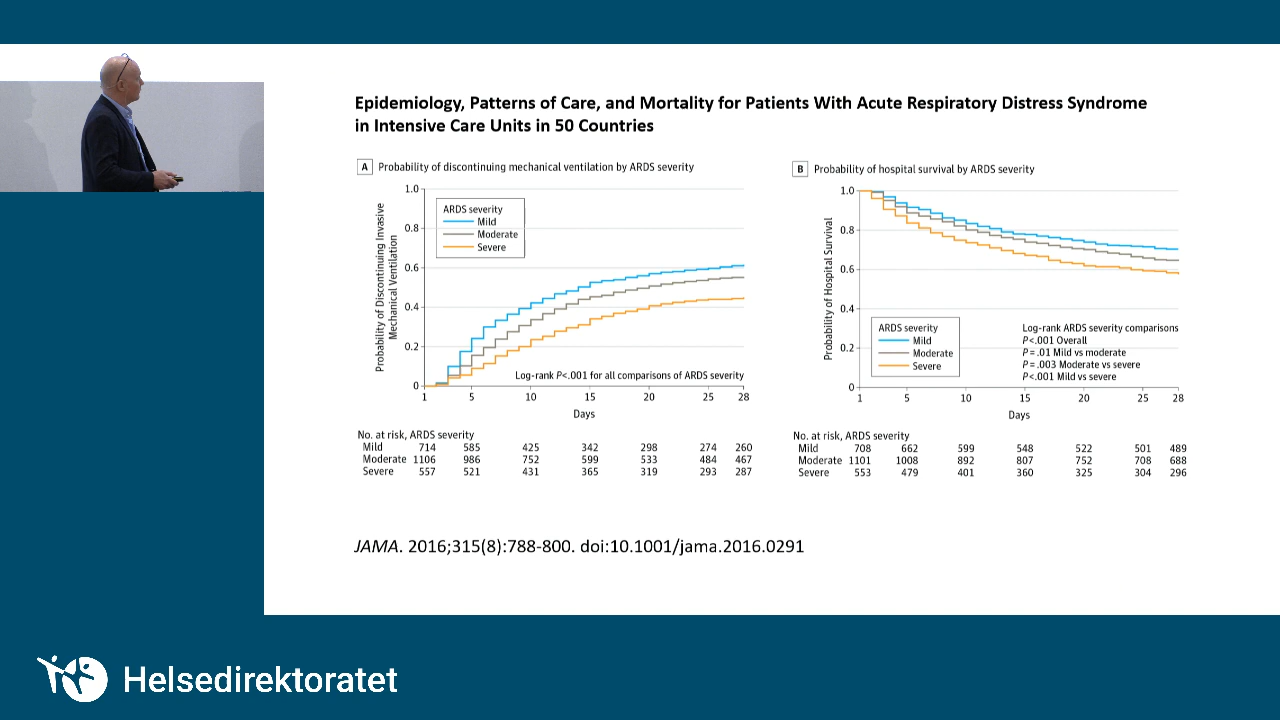 Epidemiology, Patterns of Care, and Mortality for Patients With Acute Respiratory Distress Syndrome
in Intensive Care Units in 50 Countries
A Probability of discontinuing mechanical ventilation by ARDS severity
Probability of Discontinuing Invasive
Mechanical Ventilation
1.0
0.8
0.6
0.4
0.2
0
ARDS severity
Mild
Moderate
Severe
Log-rank P<.001 for all comparisons of ARDS severity
1 5 10 15 20 25 28
Days
No. at risk, ARDS severity
Mild 714 585 425 342 298 274 260
Moderate 1106 986 752 599 533 484 467
Severe 557 521 431 365 319 293 287
B Probability of hospital survival by ARDS severity
Probability of Hospital Survival
1.0
0.8
0.6
0.4
0.2
0
ARDS severity
Mild
Moderate
Severe
Log-rank ARDS severity comparisons
P<.001 Overall
P=.01 Mild vs moderate
P=.003 Moderate vs severe
P<.001 Mild vs severe
1 5 10 15 20 25 28
Days
No. at risk, ARDS severity
Mild 708 662 599 548 522 501 489
Moderate 1101 1008 892 807 752 708 688
Severe 553 479 401 360 325 304 296
JAMA. 2016;315(8):788-800. doi:10.1001/jama.2016.0291
Helsedirektoratet